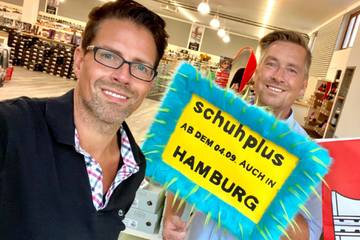 schuhplus
AB DEM 04.09. AUCH IN
HAMBURG